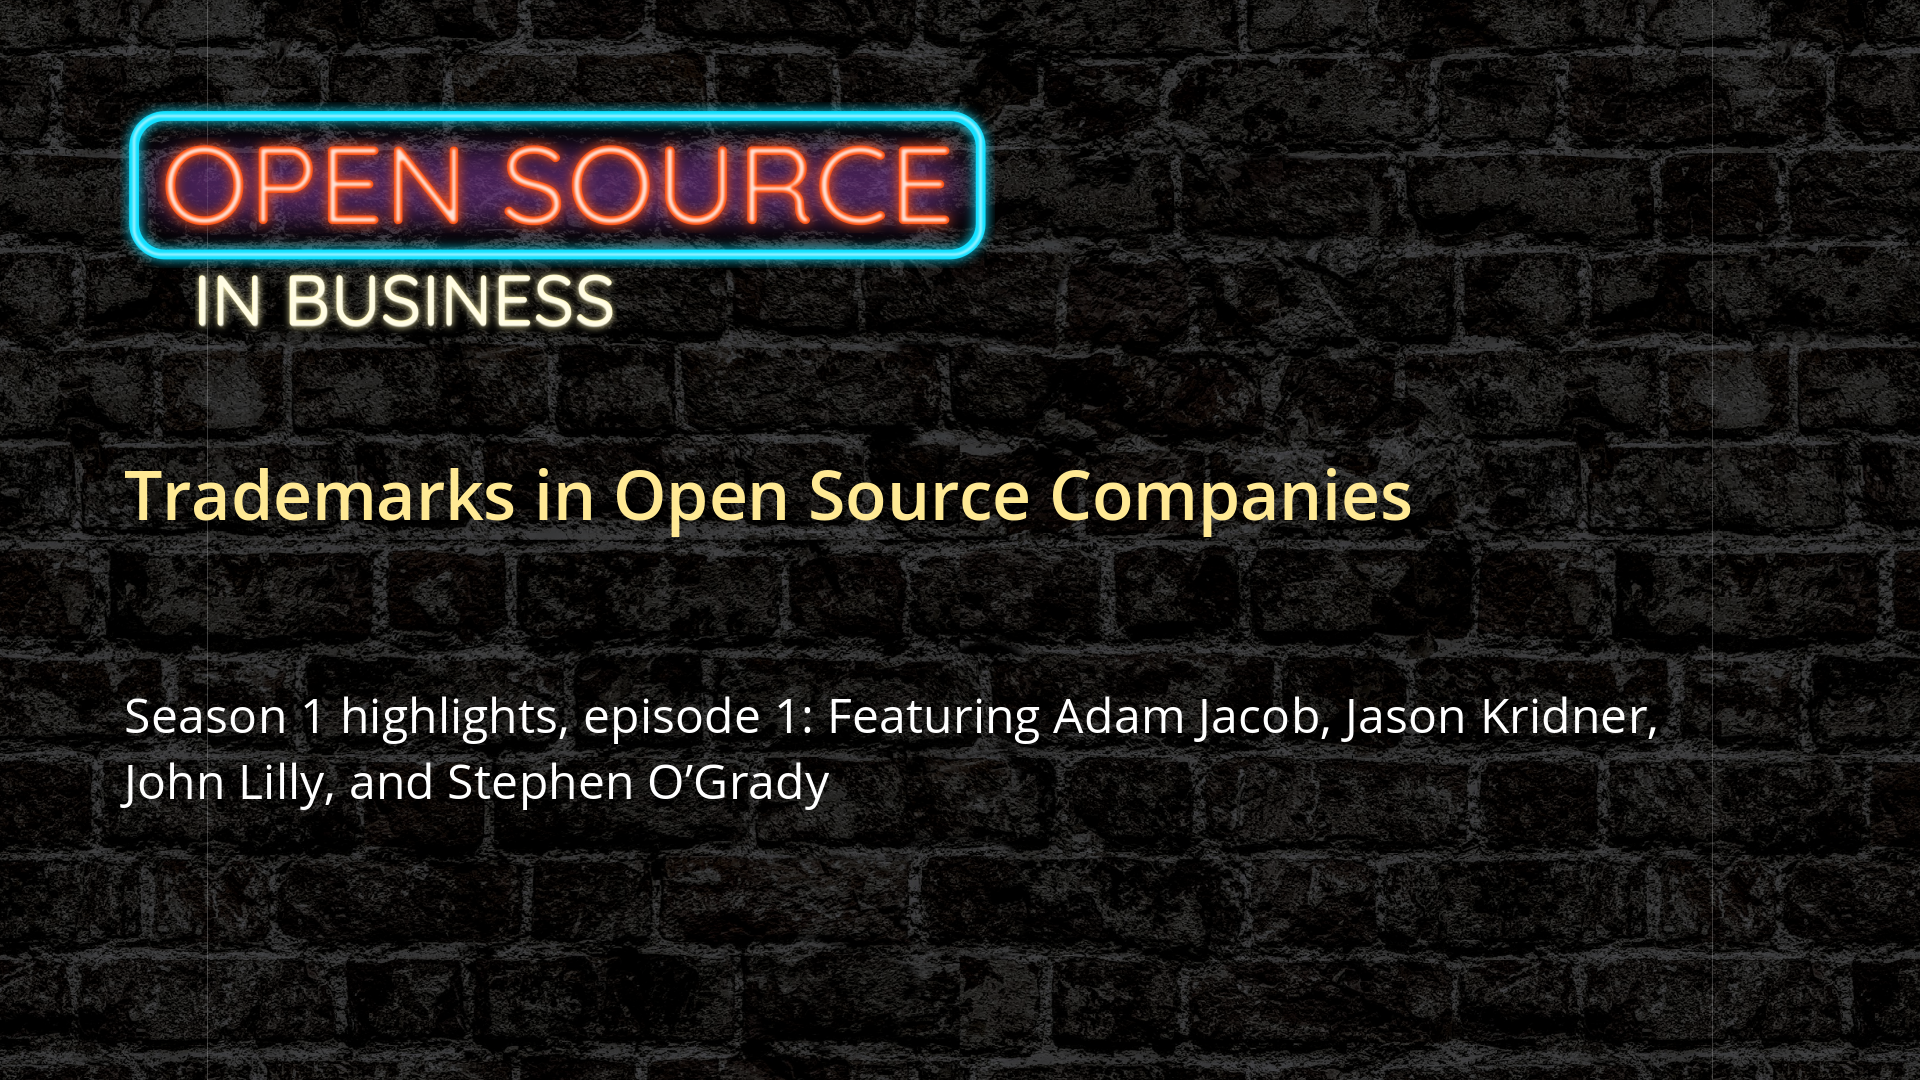 OPEN SOURCE
IN BUSINESS
Trademarks in Open Source Companies
Season 1 highlights, episode 1: Featuring Adam Jacob, Jason Kridner,
John Lilly, and Stephen O’Grady